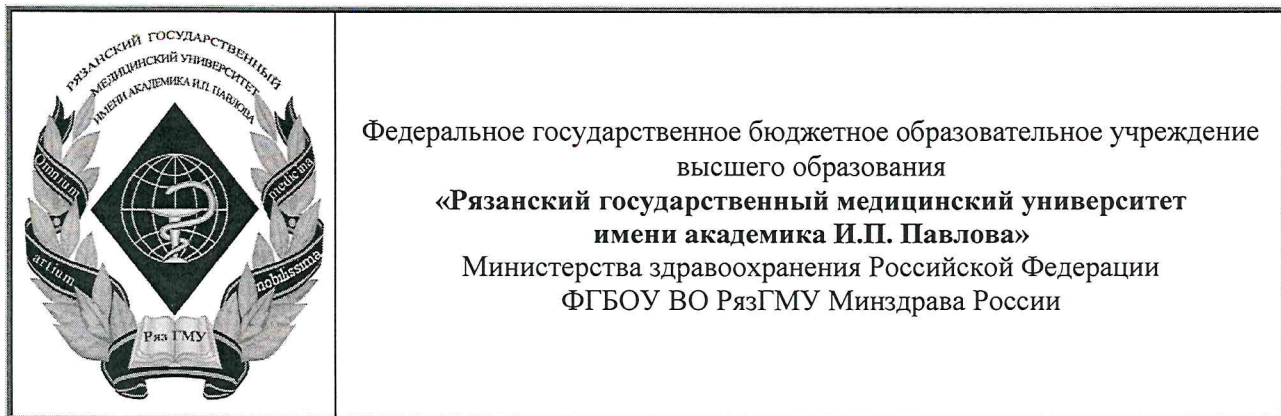 РЯЗАНСКИЙ ГОСУДАРСТВЕННЫЙ
МЕДИЦИНСКИЙ УНИВЕРСИТЕТ
ИМЕНИ АКАДЕМИКА И.П. ПАВЛОВА
Omnium
medicina
artium
nobilissima
Ряз ГМУ
Федеральное государственное бюджетное образовательное учреждение
высшего образования
«Рязанский государственный медицинский университет
имени академика И.П. Павлова»
Министерства здравоохранения Российской Федерации
ФГБОУ ВО РязГМУ Минздрава России